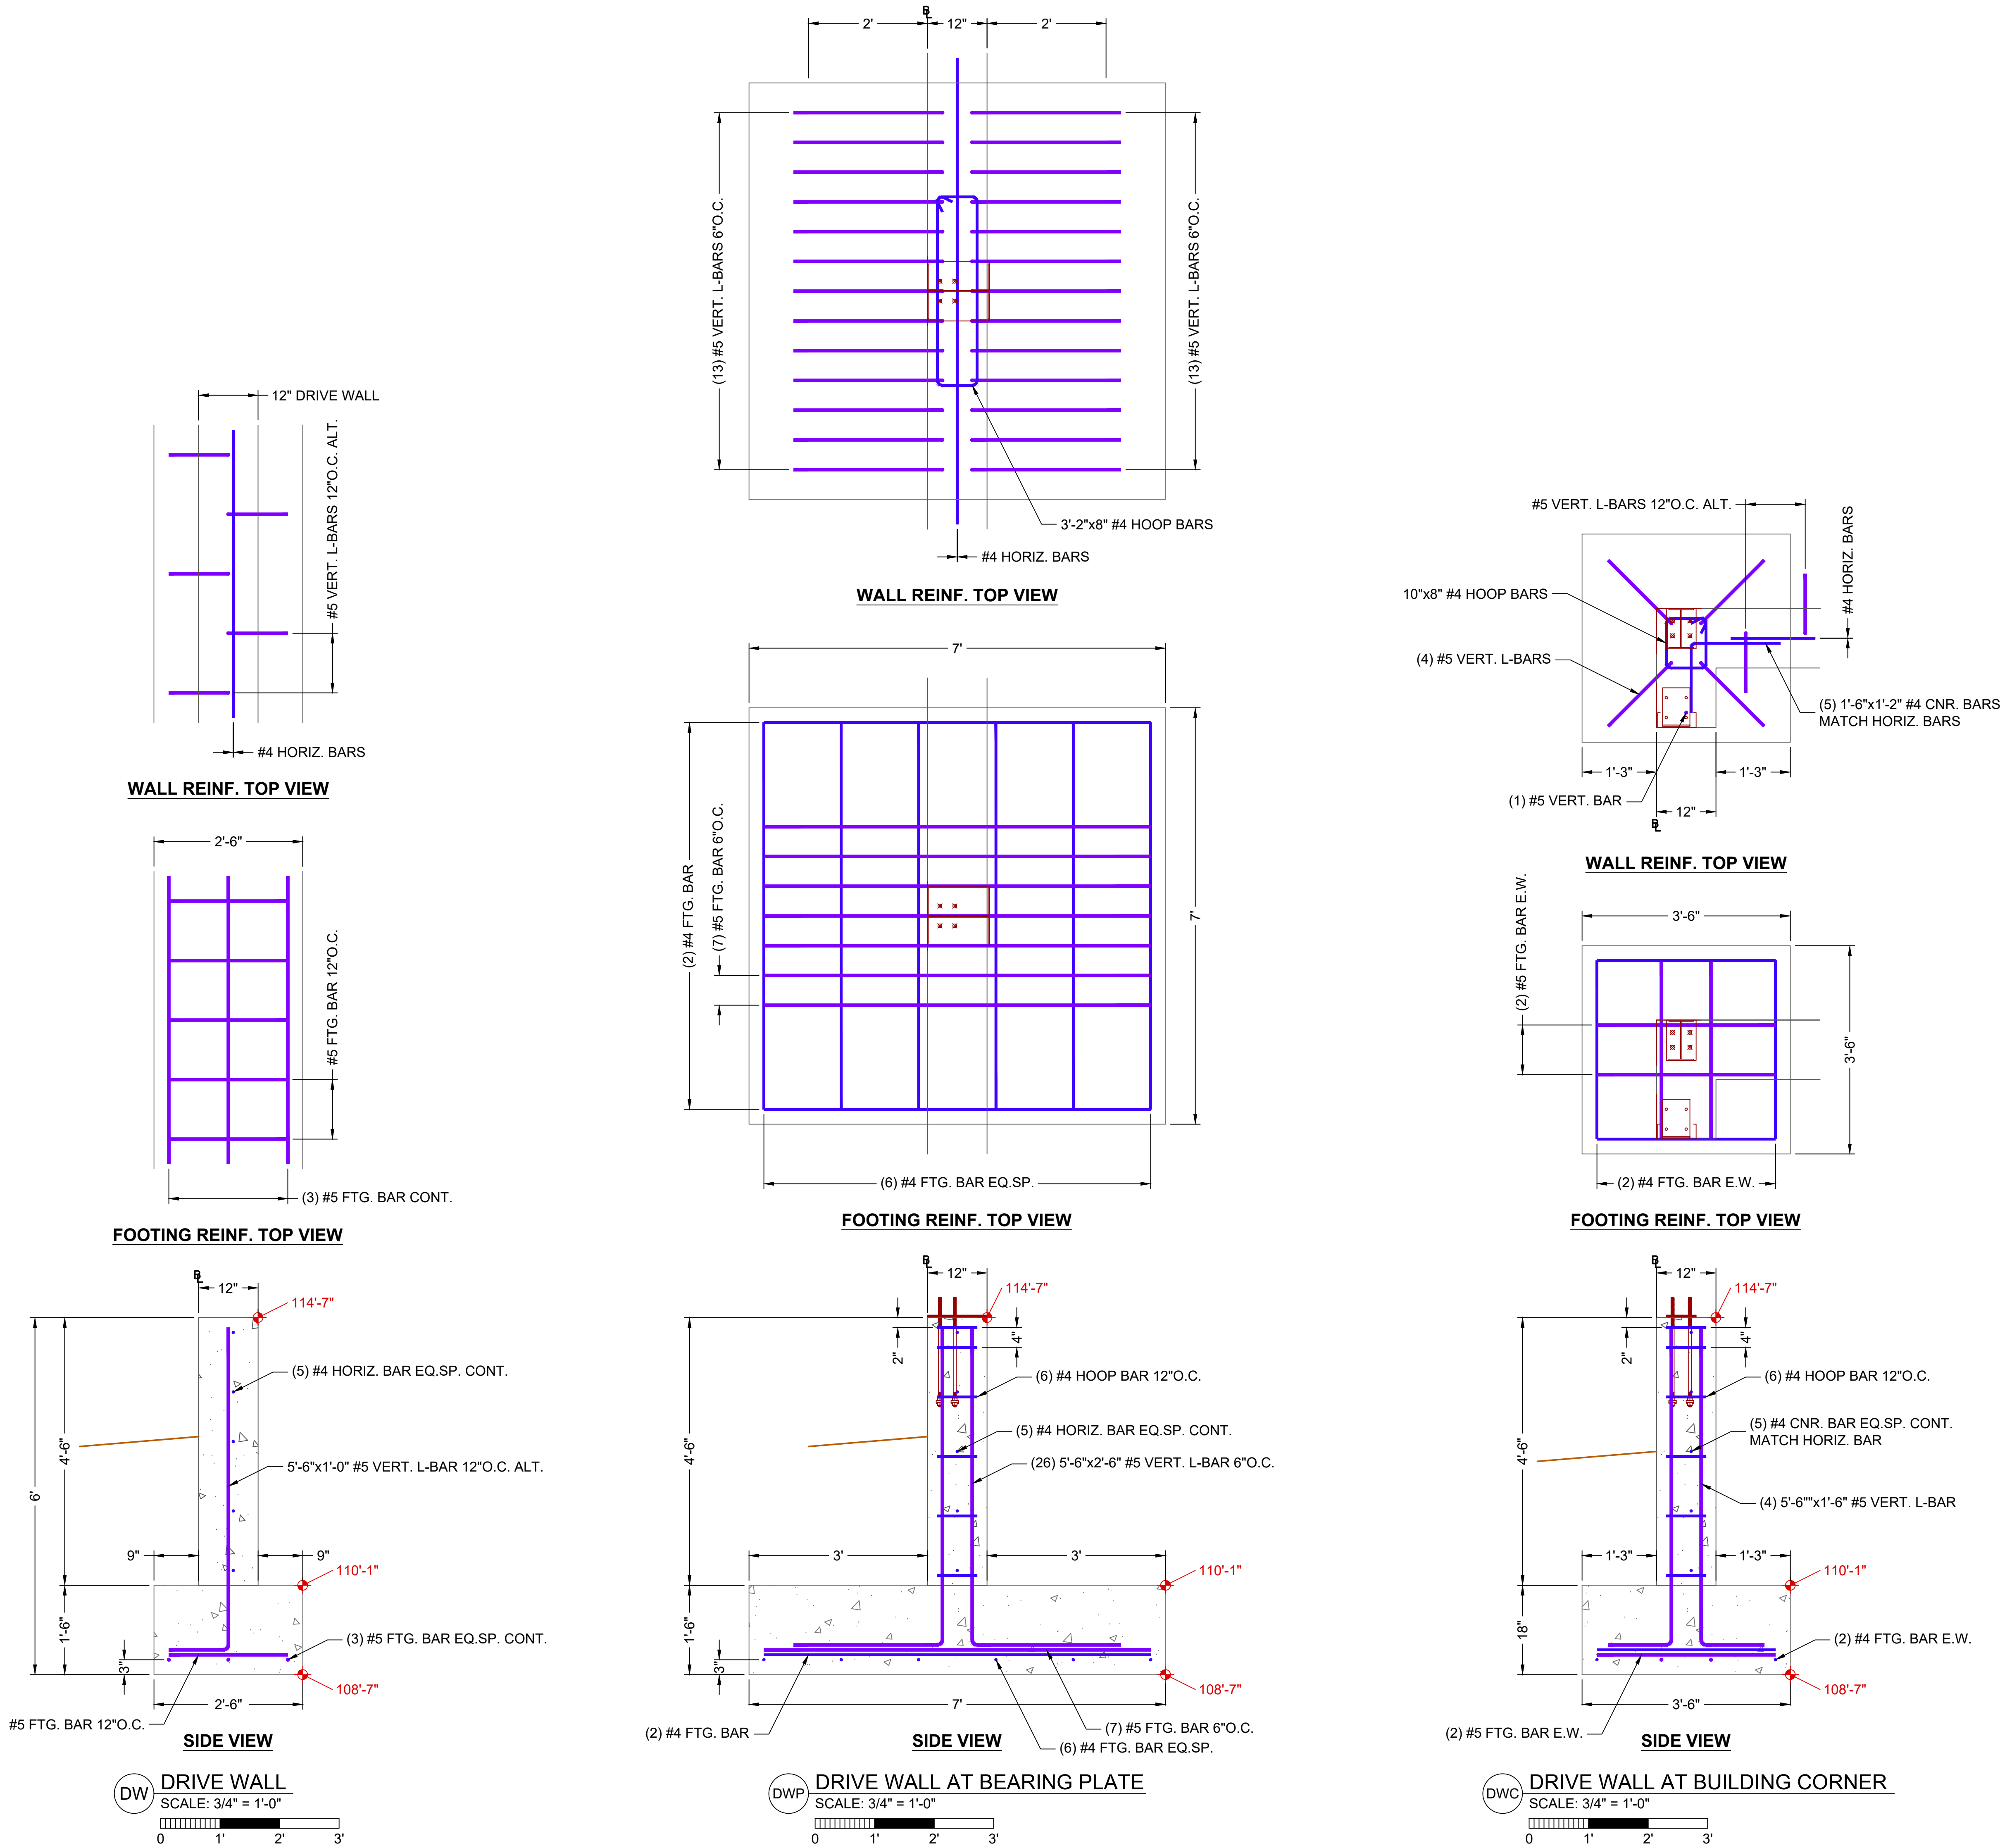 12" DRIVE WALL
#5 VERT. L-BARS 12"O.C. ALT.
#4 HORIZ. BARS
WALL REINF. TOP VIEW
2'-6"
#5 FTG. BAR 12"O.C.
(3) #5 FTG. BAR CONT.
FOOTING REINF. TOP VIEW
BL
12"
114'-7"
(5) #4 HORIZ. BAR EQ.SP. CONT.
4'-6"
6'
5'-6"x1'-0" #5 VERT. L-BAR 12"O.C. ALT.
9"
9"
110'-1"
1'-6"
3"
(3) #5 FTG. BAR EQ.SP. CONT.
108'-7"
2'-6"
#5 FTG. BAR 12"O.C.
SIDE VIEW
DW
DRIVE WALL
SCALE: 3/4" = 1'-0"
0 1' 2' 3'
BL
2'
12"
2'
(13) #5 VERT. L-BARS 6"O.C.
(13) #5 VERT. L-BARS 6"O.C.
3'-2"x8" #4 HOOP BARS
#4 HORIZ. BARS
WALL REINF. TOP VIEW
7'
(2) #4 FTG. BAR
(7) #5 FTG. BAR 6"O.C.
7'
(6) #4 FTG. BAR EQ.SP.
FOOTING REINF. TOP VIEW
BL
12"
114'-7"
2"
4"
(6) #4 HOOP BAR 12"O.C.
(5) #4 HORIZ. BAR EQ.SP. CONT.
4'-6"
(26) 5'-6"x2'-6" #5 VERT. L-BAR 6"O.C.
3'
3'
110'-1"
1'-6"
3"
108'-7"
7'
(2) #4 FTG. BAR
(7) #5 FTG. BAR 6"O.C.
(6) #4 FTG. BAR EQ.SP.
SIDE VIEW
DWP
DRIVE WALL AT BEARING PLATE
SCALE: 3/4" = 1'-0"
0 1' 2' 3'
#5 VERT. L-BARS 12"O.C. ALT.
#4 HORIZ. BARS
10"x8" #4 HOOP BARS
(4) #5 VERT. L-BARS
(5) 1'-6"x1'-2" #4 CNR. BARS
MATCH HORIZ. BARS
1'-3"
1'-3"
(1) #5 VERT. BAR
12"
BL
WALL REINF. TOP VIEW
3'-6"
(2) #5 FTG. BAR E.W.
3'-6"
(2) #4 FTG. BAR E.W.
FOOTING REINF. TOP VIEW
BL
12"
114'-7"
2"
4"
(6) #4 HOOP BAR 12"O.C.
(5) #4 CNR. BAR EQ.SP. CONT.
MATCH HORIZ. BAR
4'-6"
(4) 5'-6""x1'-6" #5 VERT. L-BAR
1'-3"
1'-3"
110'-1"
18"
(2) #4 FTG. BAR E.W.
108'-7"
3'-6"
(2) #5 FTG. BAR E.W.
SIDE VIEW
DWC
DRIVE WALL AT BUILDING CORNER
SCALE: 3/4" = 1'-0"
0 1' 2' 3'